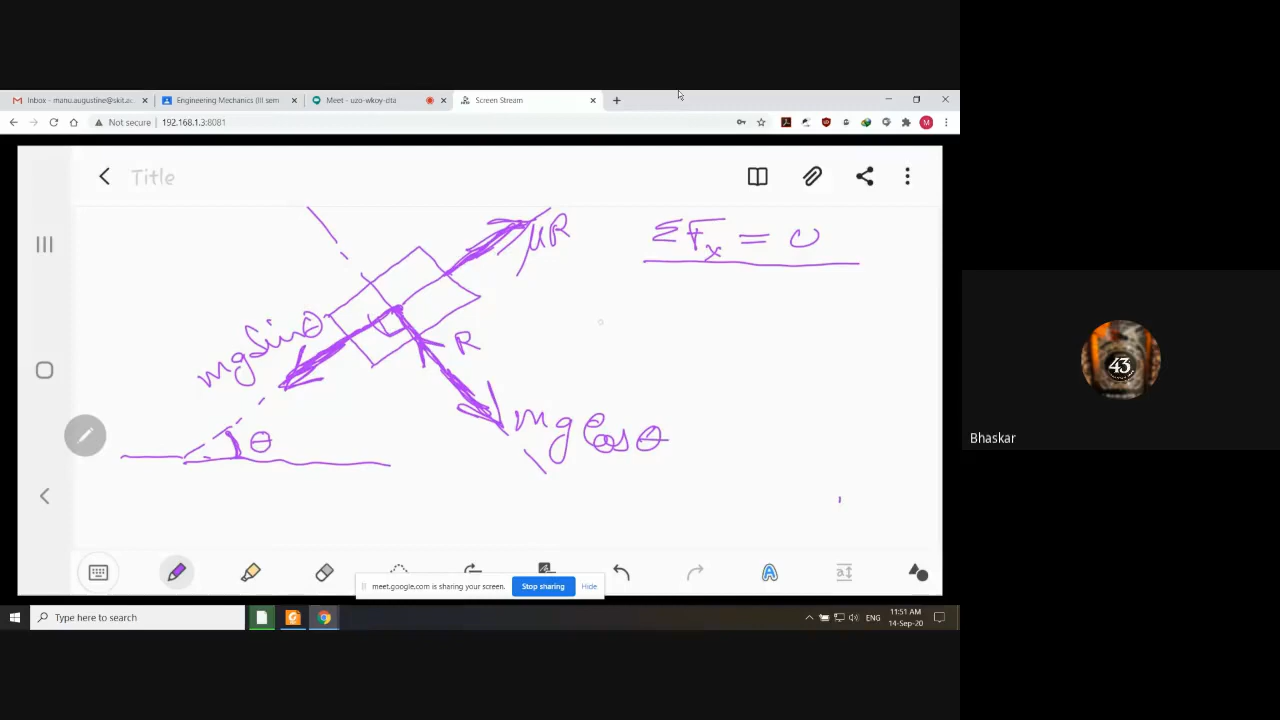 Inbox - manu.augustine@skit.ac.
Engineering Mechanics (III sem
Meet - uzo-wkoy-dta
Screen Stream
Not secure
192.168.1.3:8081
M
Title
μR
ΣFx = 0
mg sinθ
R
mg cosθ
θ
43
Bhaskar
A
meet.google.com is sharing your screen.
Stop sharing
Hide
Type here to search
ENG
11:51 AM
14-Sep-20